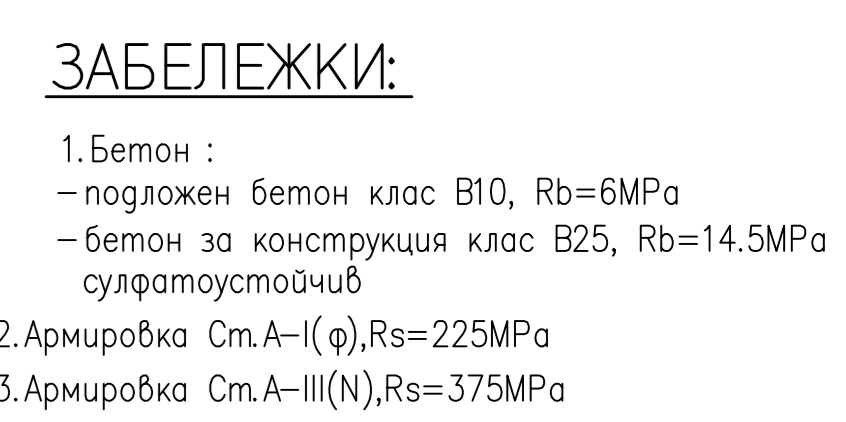 ЗАБЕЛЕЖКИ:
1.Бетон :
–подложен бетон клас B10, Rb=6MPa
–бетон за конструкция клас B25, Rb=14.5MPa
сулфатоустойчив
2.Армировка Ст.А–I(φ),Rs=225MPa
3.Армировка Ст.А–III(N),Rs=375MPa